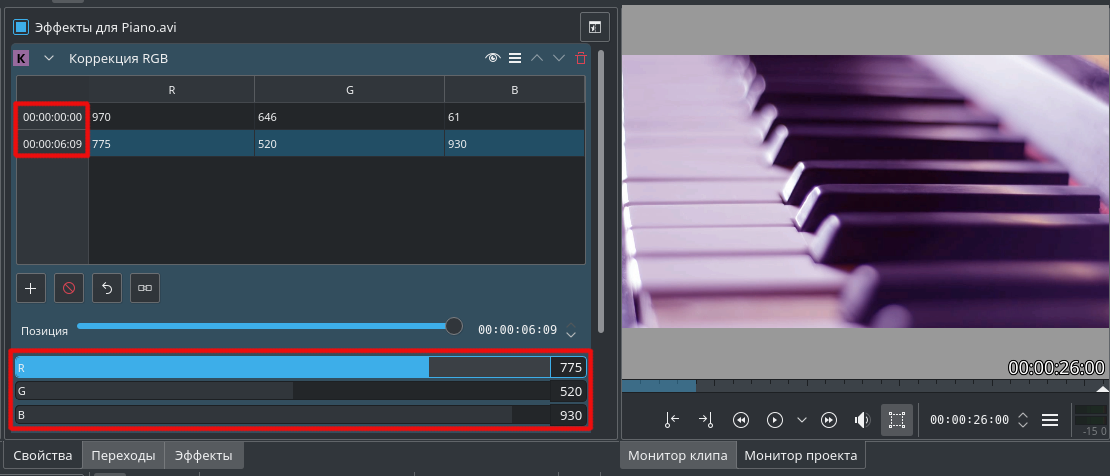 Эффекты для Piano.avi
K Коррекция RGB
R G B
00:00:00:00 970 646 61
00:00:06:09 775 520 930
Позиция 00:00:06:09
R 775
G 520
B 930
Свойства Переходы Эффекты
00:00:26:00
00:00:26:00
-15 0
Монитор клипа Монитор проекта